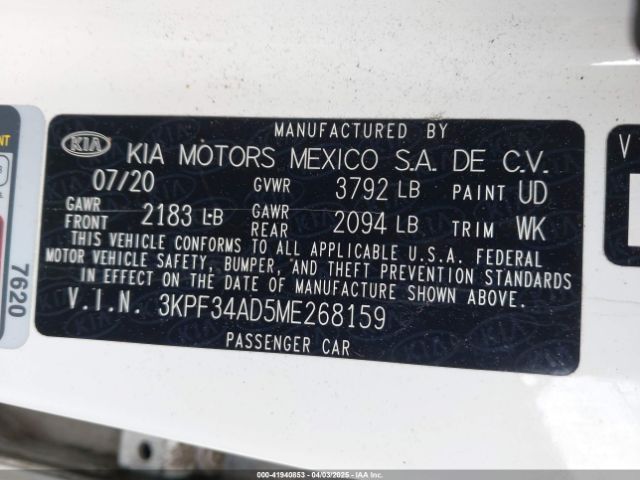 MANUFACTURED BY
KIA KIA MOTORS MEXICO S.A. DE C.V.
07/20 GVWR 3792 LB PAINT UD
GAWR FRONT 2183 LB GAWR REAR 2094 LB TRIM WK
THIS VEHICLE CONFORMS TO ALL APPLICABLE U.S.A. FEDERAL
MOTOR VEHICLE SAFETY, BUMPER, AND THEFT PREVENTION STANDARDS
IN EFFECT ON THE DATE OF MANUFACTURE SHOWN ABOVE.
V.I.N. 3KPF34AD5ME268159
PASSENGER CAR
7620
NT
V
000-41940853 - 04/03/2025 - IAA